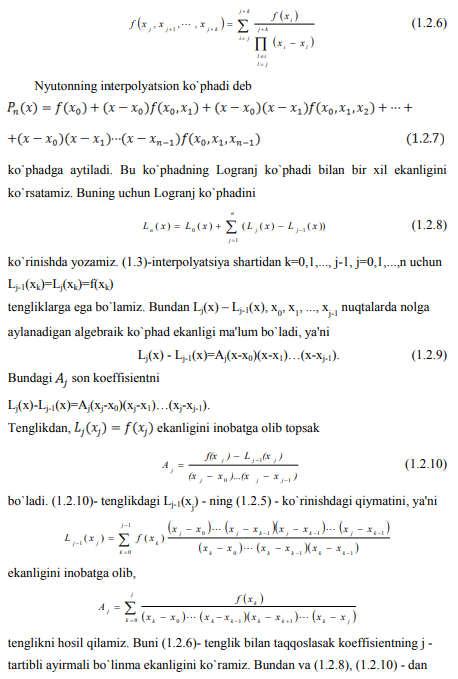 f(x_j, x_{j+1}, ⋯, x_{j+k}) = \sum_{i=j}^{j+k} \frac{f(x_i)}{\prod_{\substack{l≠i \\ l=j}}^{j+k} (x_i − x_l)} (1.2.6)
Nyutonning interpolyatsion ko`phadi deb
P_n(x) = f(x_0) + (x − x_0)f(x_0,x_1) + (x − x_0)(x − x_1)f(x_0,x_1,x_2) + ⋯ +
+(x − x_0)(x − x_1)⋯(x − x_{n−1})f(x_0,x_1,x_{n−1}) (1.2.7)
ko`phadga aytiladi. Bu ko`phadning Logranj ko`phadi bilan bir xil ekanligini
ko`rsatamiz. Buning uchun Logranj ko`phadini
L_n(x) = L_0(x) + \sum_{j=1}^{n} (L_j(x) − L_{j−1}(x)) (1.2.8)
ko`rinishda yozamiz. (1.3)-interpolyatsiya shartidan k=0,1,..., j-1, j=0,1,...,n uchun
L_{j-1}(x_k)=L_j(x_k)=f(x_k)
tengliklarga ega bo`lamiz. Bundan L_j(x) – L_{j-1}(x), x_0, x_1, ..., x_{j-1} nuqtalarda nolga
aylanadigan algebraik ko`phad ekanligi ma'lum bo`ladi, ya'ni
L_j(x) - L_{j-1}(x)=A_j(x-x_0)(x-x_1)…(x-x_{j-1}). (1.2.9)
Bundagi A_j son koeffisientni
L_j(x)-L_{j-1}(x)=A_j(x_j-x_0)(x_j-x_1)…(x_j-x_{j-1}).
Tenglikdan, L_j(x_j) = f(x_j) ekanligini inobatga olib topsak
A_j = \frac{f(x_j) − L_{j−1}(x_j)}{(x_j − x_0)...(x_j − x_{j−1})} (1.2.10)
bo`ladi. (1.2.10)- tenglikdagi L_{j-1}(x_j) - ning (1.2.5) - ko`rinishdagi qiymatini, ya'ni
L_{j−1}(x_j) = \sum_{k=0}^{j−1} f(x_k) \frac{(x_j − x_0)⋯(x_j − x_{k−1})(x_j − x_{k−1})⋯(x_j − x_{j−1})}{(x_k − x_0)⋯(x_k − x_{k−1})(x_k − x_{k−1})}
ekanligini inobatga olib,
A_j = \sum_{k=0}^{j} \frac{f(x_k)}{(x_k − x_0)⋯(x_k − x_{k−1})(x_k − x_{k+1})⋯(x_k − x_j)}
tenglikni hosil qilamiz. Buni (1.2.6)- tenglik bilan taqqoslasak koeffisientning j -
tartibli ayirmali bo`linma ekanligini ko`ramiz. Bundan va (1.2.8), (1.2.10) - dan